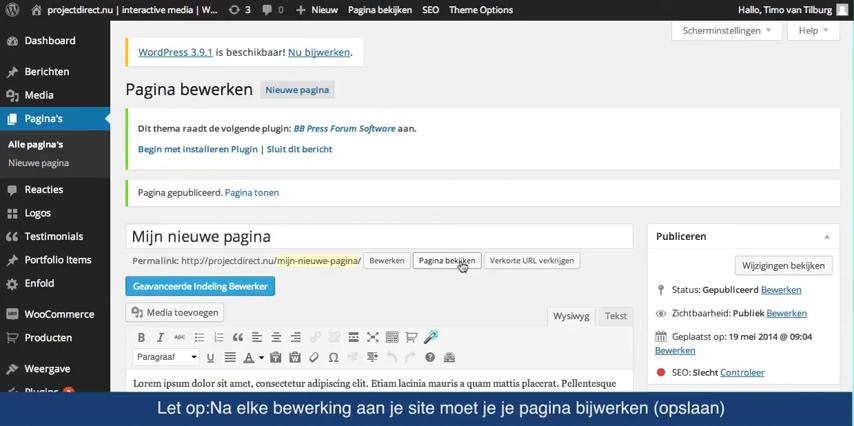 projectdirect.nu | interactive media | W... 3 0 Nieuw Pagina bekijken SEO Theme Options Hallo, Timo van Tilburg
Scherminstellingen Help
Dashboard
Berichten
Media
Pagina's
Alle pagina's
Nieuwe pagina
Reacties
Logos
Testimonials
Portfolio Items
Enfold
WooCommerce
Producten
Weergave
WordPress 3.9.1 is beschikbaar! Nu bijwerken.
Pagina bewerken Nieuwe pagina
Dit thema raadt de volgende plugin: BB Press Forum Software aan.
Begin met installeren Plugin | Sluit dit bericht
Pagina gepubliceerd. Pagina tonen
Mijn nieuwe pagina
Permalink: http://projectdirect.nu/mijn-nieuwe-pagina/ Bewerken Pagina bekijken Verkorte URL verkrijgen
Geavanceerde Indeling Bewerker
Media toevoegen
Wysiwyg Tekst
B I ABC
Paragraaf U A
Lorem ipsum dolor sit amet, consectetur adipiscing elit. Etiam lacinia mauris a quam mattis placerat. Pellentesque
Publiceren
Wijzigingen bekijken
Status: Gepubliceerd Bewerken
Zichtbaarheid: Publiek Bewerken
Geplaatst op: 19 mei 2014 @ 09:04
Bewerken
SEO: Slecht Controleer
Let op:Na elke bewerking aan je site moet je je pagina bijwerken (opslaan)